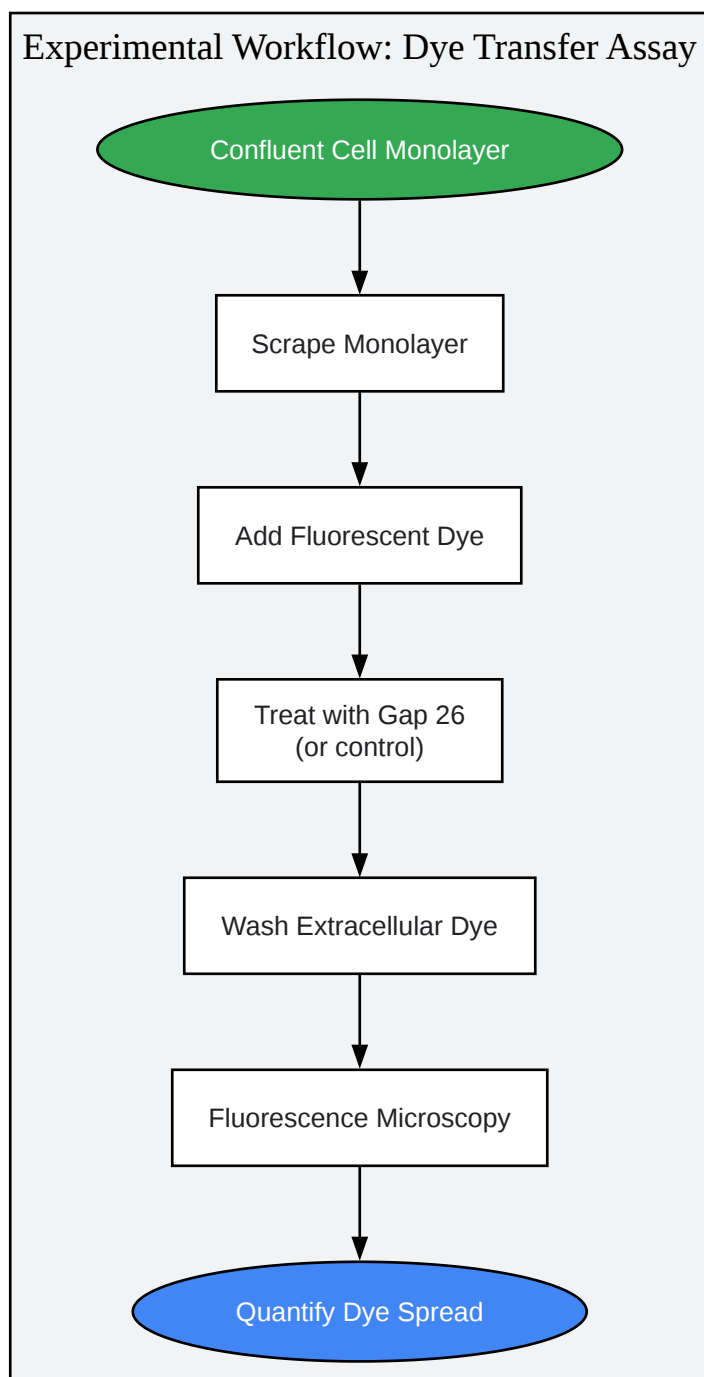 Experimental Workflow: Dye Transfer Assay
Confluent Cell Monolayer
Scrape Monolayer
Add Fluorescent Dye
Treat with Gap 26
(or control)
Wash Extracellular Dye
Fluorescence Microscopy
Quantify Dye Spread